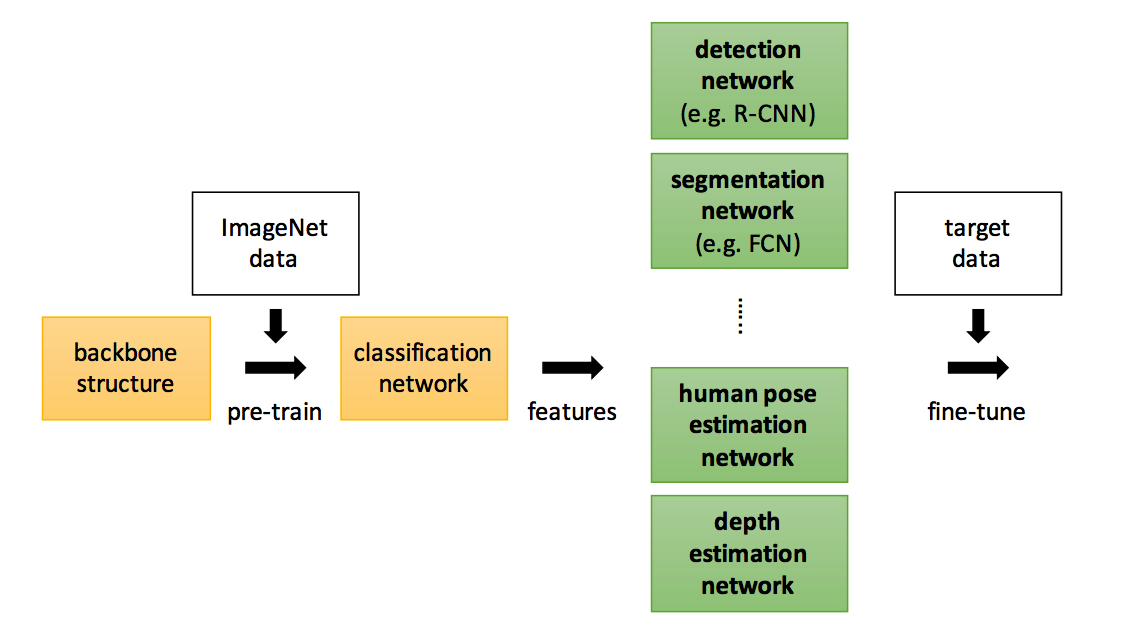 ImageNet
data
backbone
structure
pre-train
classification
network
features
detection
network
(e.g. R-CNN)
segmentation
network
(e.g. FCN)
human pose
estimation
network
depth
estimation
network
target
data
fine-tune